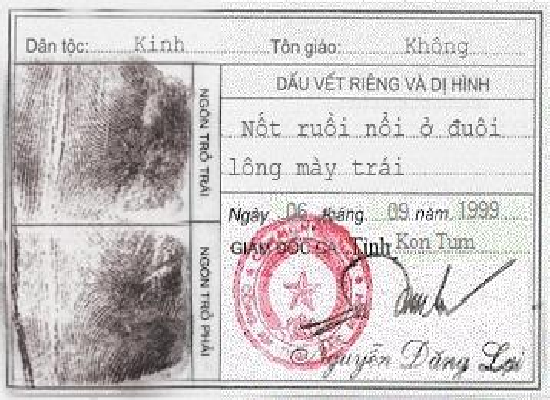 Dân tộc: Kinh Tôn giáo: Không
NGÓN TRỎ TRÁI
DẤU VẾT RIÊNG VÀ DỊ HÌNH
Nốt ruồi nổi ở đuôi
lông mày trái
Ngày 06 tháng 09 năm 1999
GIÁM ĐỐC CA Tỉnh Kon Tum
NGÓN TRỎ PHẢI
Nguyễn Đăng Lợi